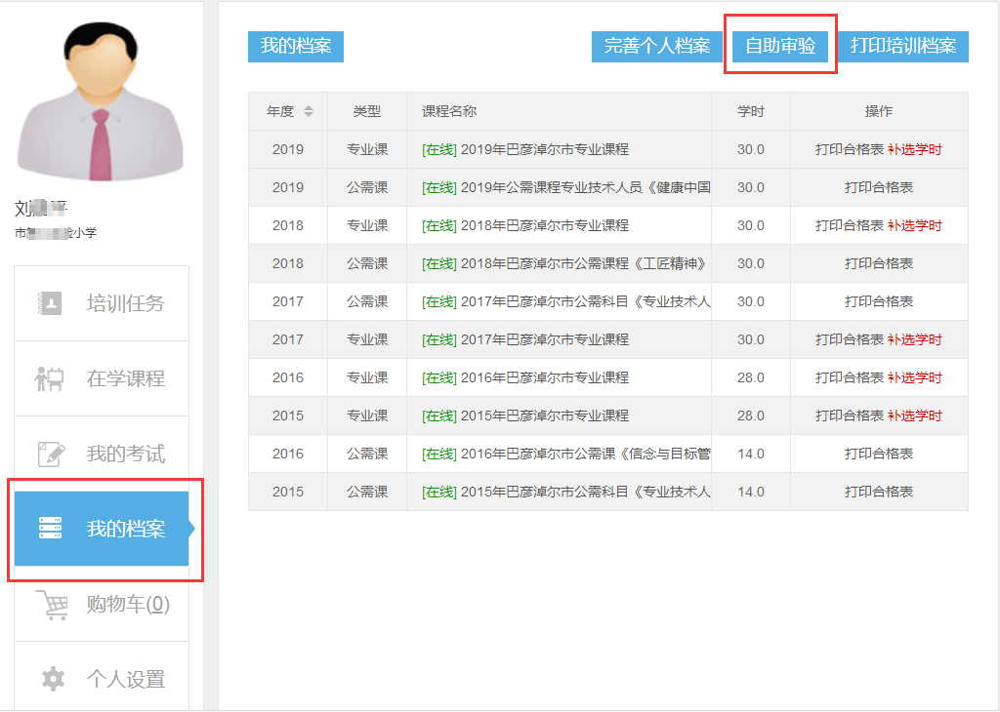 我的档案
完善个人档案 自助审验 打印培训档案
年度 类型 课程名称 学时 操作
2019 专业课 [在线] 2019年巴彦淖尔市专业课程 30.0 打印合格表 补选学时
2019 公需课 [在线] 2019年公需课程专业技术人员《健康中国 30.0 打印合格表
2018 专业课 [在线] 2018年巴彦淖尔市专业课程 30.0 打印合格表 补选学时
2018 公需课 [在线] 2018年巴彦淖尔市公需课程《工匠精神》 30.0 打印合格表
2017 公需课 [在线] 2017年巴彦淖尔市公需科目《专业技术人 30.0 打印合格表
2017 专业课 [在线] 2017年巴彦淖尔市专业课程 30.0 打印合格表 补选学时
2016 专业课 [在线] 2016年巴彦淖尔市专业课程 28.0 打印合格表 补选学时
2015 专业课 [在线] 2015年巴彦淖尔市专业课程 28.0 打印合格表 补选学时
2016 公需课 [在线] 2016年巴彦淖尔市公需课《信念与目标管 14.0 打印合格表
2015 公需课 [在线] 2015年巴彦淖尔市公需科目《专业技术人 14.0 打印合格表
刘
市 小学
培训任务
在学课程
我的考试
我的档案
购物车(0)
个人设置